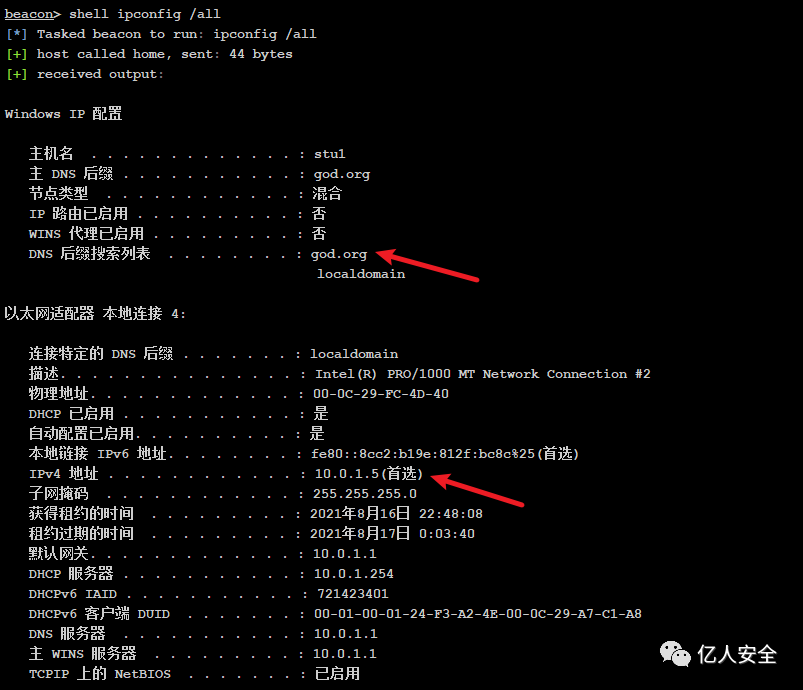 beacon> shell ipconfig /all
[*] Tasked beacon to run: ipconfig /all
[+] host called home, sent: 44 bytes
[+] received output:
Windows IP 配置
主机名 . . . . . . . . . . . . . : stu1
主 DNS 后缀 . . . . . . . . . . . : god.org
节点类型 . . . . . . . . . . . . : 混合
IP 路由已启用 . . . . . . . . . . : 否
WINS 代理已启用 . . . . . . . . . : 否
DNS 后缀搜索列表 . . . . . . . . : god.org
localdomain
以太网适配器 本地连接 4:
连接特定的 DNS 后缀 . . . . . . . : localdomain
描述. . . . . . . . . . . . . . . : Intel(R) PRO/1000 MT Network Connection #2
物理地址. . . . . . . . . . . . . : 00-0C-29-FC-4D-40
DHCP 已启用 . . . . . . . . . . . : 是
自动配置已启用. . . . . . . . . . : 是
本地链接 IPv6 地址. . . . . . . . : fe80::8cc2:b19e:812f:bc8c%25(首选)
IPv4 地址 . . . . . . . . . . . . : 10.0.1.5(首选)
子网掩码 . . . . . . . . . . . . : 255.255.255.0
获得租约的时间 . . . . . . . . . : 2021年8月16日 22:48:08
租约过期的时间 . . . . . . . . . : 2021年8月17日 0:03:40
默认网关. . . . . . . . . . . . . : 10.0.1.1
DHCP 服务器 . . . . . . . . . . . : 10.0.1.254
DHCPv6 IAID . . . . . . . . . . . : 721423401
DHCPv6 客户端 DUID . . . . . . . : 00-01-00-01-24-F3-A2-4E-00-0C-29-A7-C1-A8
DNS 服务器 . . . . . . . . . . . : 10.0.1.1
主 WINS 服务器 . . . . . . . . . : 10.0.1.1
TCPIP 上的 NetBIOS . . . . . . . : 已启用
亿人安全